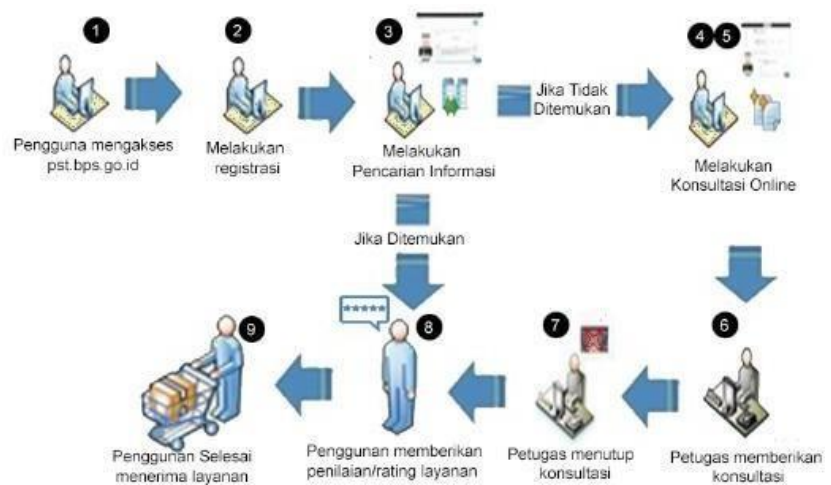 1
Pengguna mengakses
pst.bps.go.id
2
Melakukan
registrasi
3
Melakukan
Pencarian Informasi
Jika Tidak
Ditemukan
4 5
Melakukan
Konsultasi Online
Jika Ditemukan
6
Petugas memberikan
konsultasi
7
Petugas menutup
konsultasi
*****
8
Penggunan memberikan
penilaian/rating layanan
9
Penggunan Selesai
menerima layanan